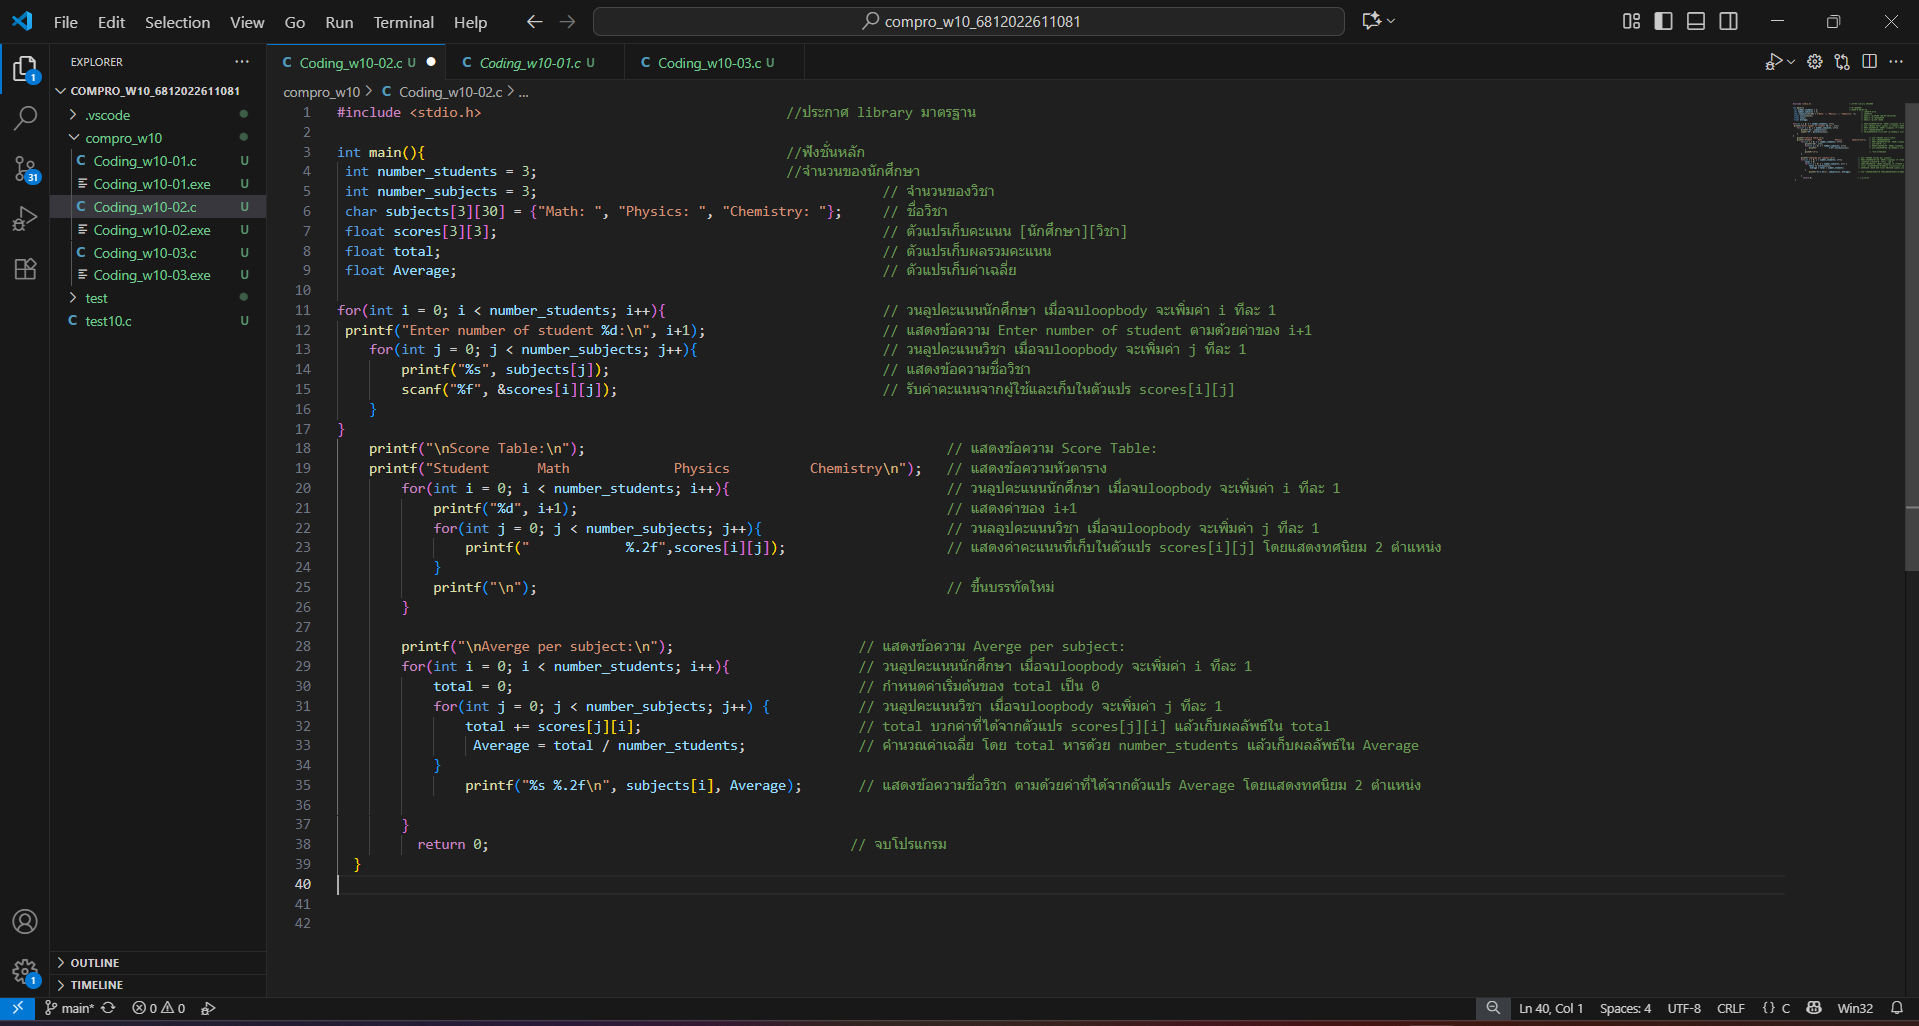 File Edit Selection View Go Run Terminal Help
compro_w10_6812022611081
EXPLORER
COMPRO_W10_6812022611081
.vscode
compro_w10
Coding_w10-01.c U
Coding_w10-01.exe U
Coding_w10-02.c U
Coding_w10-02.exe U
Coding_w10-03.c U
Coding_w10-03.exe U
test
test10.c U
OUTLINE
TIMELINE
Coding_w10-02.c U Coding_w10-01.c U Coding_w10-03.c U
compro_w10 > C Coding_w10-02.c > ...
1 #include <stdio.h> //ประกาศ library มาตรฐาน
2
3 int main(){ //ฟังชั่นหลัก
4 int number_students = 3; //จำนวนของนักศึกษา
5 int number_subjects = 3; // จำนวนของวิชา
6 char subjects[3][30] = {"Math: ", "Physics: ", "Chemistry: "}; // ชื่อวิชา
7 float scores[3][3]; // ตัวแปรเก็บคะแนน [นักศึกษา][วิชา]
8 float total; // ตัวแปรเก็บผลรวมคะแนน
9 float Average; // ตัวแปรเก็บค่าเฉลี่ย
10
11 for(int i = 0; i < number_students; i++){ // วนลูปคะแนนนักศึกษา เมื่อจบloopbody จะเพิ่มค่า i ทีละ 1
12 printf("Enter number of student %d:\n", i+1); // แสดงข้อความ Enter number of student ตามด้วยค่าของ i+1
13 for(int j = 0; j < number_subjects; j++){ // วนลูปคะแนนวิชา เมื่อจบloopbody จะเพิ่มค่า j ทีละ 1
14 printf("%s", subjects[j]); // แสดงข้อความชื่อวิชา
15 scanf("%f", &scores[i][j]); // รับค่าคะแนนจากผู้ใช้และเก็บในตัวแปร scores[i][j]
16 }
17 }
18 printf("\nScore Table:\n"); // แสดงข้อความ Score Table:
19 printf("Student Math Physics Chemistry\n"); // แสดงข้อความหัวตาราง
20 for(int i = 0; i < number_students; i++){ // วนลูปคะแนนนักศึกษา เมื่อจบloopbody จะเพิ่มค่า i ทีละ 1
21 printf("%d", i+1); // แสดงค่าของ i+1
22 for(int j = 0; j < number_subjects; j++){ // วนลลูปคะแนนวิชา เมื่อจบloopbody จะเพิ่มค่า j ทีละ 1
23 printf(" %.2f",scores[i][j]); // แสดงค่าคะแนนที่เก็บในตัวแปร scores[i][j] โดยแสดงทศนิยม 2 ตำแหน่ง
24 }
25 printf("\n"); // ขึ้นบรรทัดใหม่
26 }
27
28 printf("\nAverge per subject:\n"); // แสดงข้อความ Averge per subject:
29 for(int i = 0; i < number_students; i++){ // วนลูปคะแนนนักศึกษา เมื่อจบloopbody จะเพิ่มค่า i ทีละ 1
30 total = 0; // กำหนดค่าเริ่มต้นของ total เป็น 0
31 for(int j = 0; j < number_subjects; j++) { // วนลูปคะแนนวิชา เมื่อจบloopbody จะเพิ่มค่า j ทีละ 1
32 total += scores[j][i]; // total บวกค่าที่ได้จากตัวแปร scores[j][i] แล้วเก็บผลลัพธ์ใน total
33 Average = total / number_students; // คำนวณค่าเฉลี่ย โดย total หารด้วย number_students แล้วเก็บผลลัพธ์ใน Average
34 }
35 printf("%s %.2f\n", subjects[i], Average); // แสดงข้อความชื่อวิชา ตามด้วยค่าที่ได้จากตัวแปร Average โดยแสดงทศนิยม 2 ตำแหน่ง
36
37 }
38 return 0; // จบโปรแกรม
39 }
40
41
42
main* 0 0 Ln 40, Col 1 Spaces: 4 UTF-8 CRLF {} C Win32